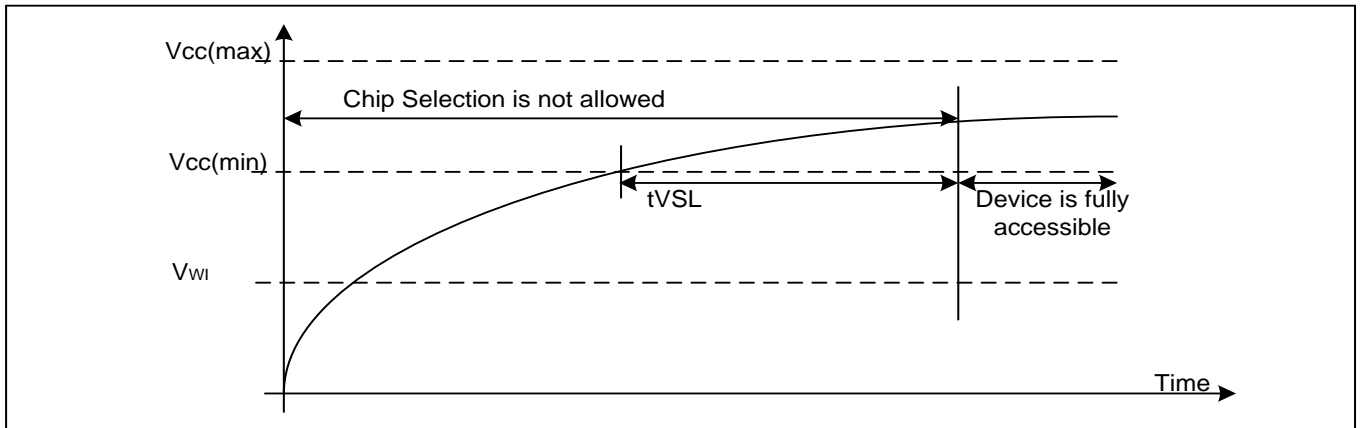 Vcc(max)
Chip Selection is not allowed
Vcc(min)
tVSL
Device is fully
accessible
VWI
Time